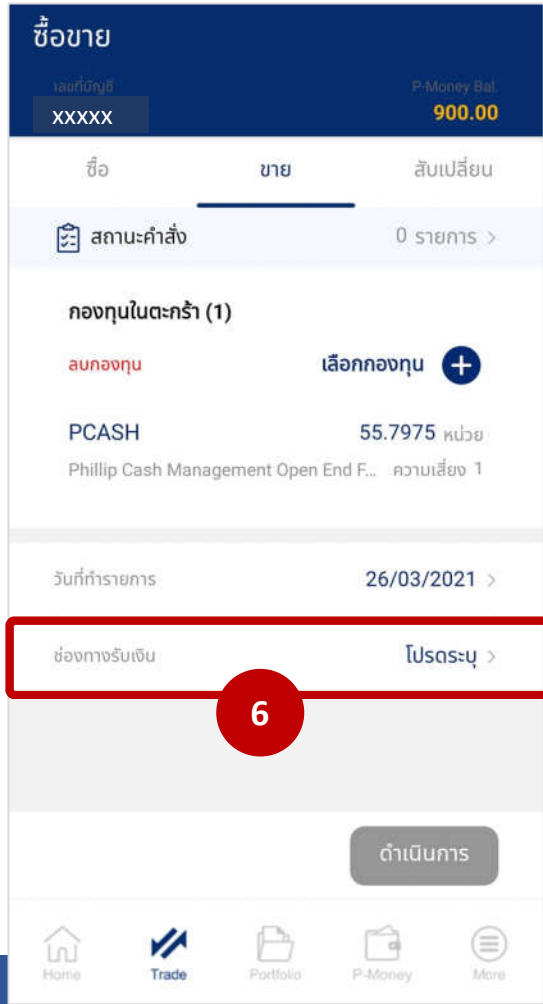 ซื้อขาย
เลขที่บัญชี P-Money Bal.
xxxxx 900.00
ซื้อ ขาย สับเปลี่ยน
สถานะคำสั่ง 0 รายการ >
กองทุนในตะกร้า (1)
ลบกองทุน เลือกกองทุน +
PCASH 55.7975 หน่วย
Phillip Cash Management Open End F... ความเสี่ยง 1
วันที่ทำรายการ 26/03/2021 >
ช่องทางรับเงิน โปรดระบุ >
6
ดำเนินการ
Home Trade Portfolio P-Money More